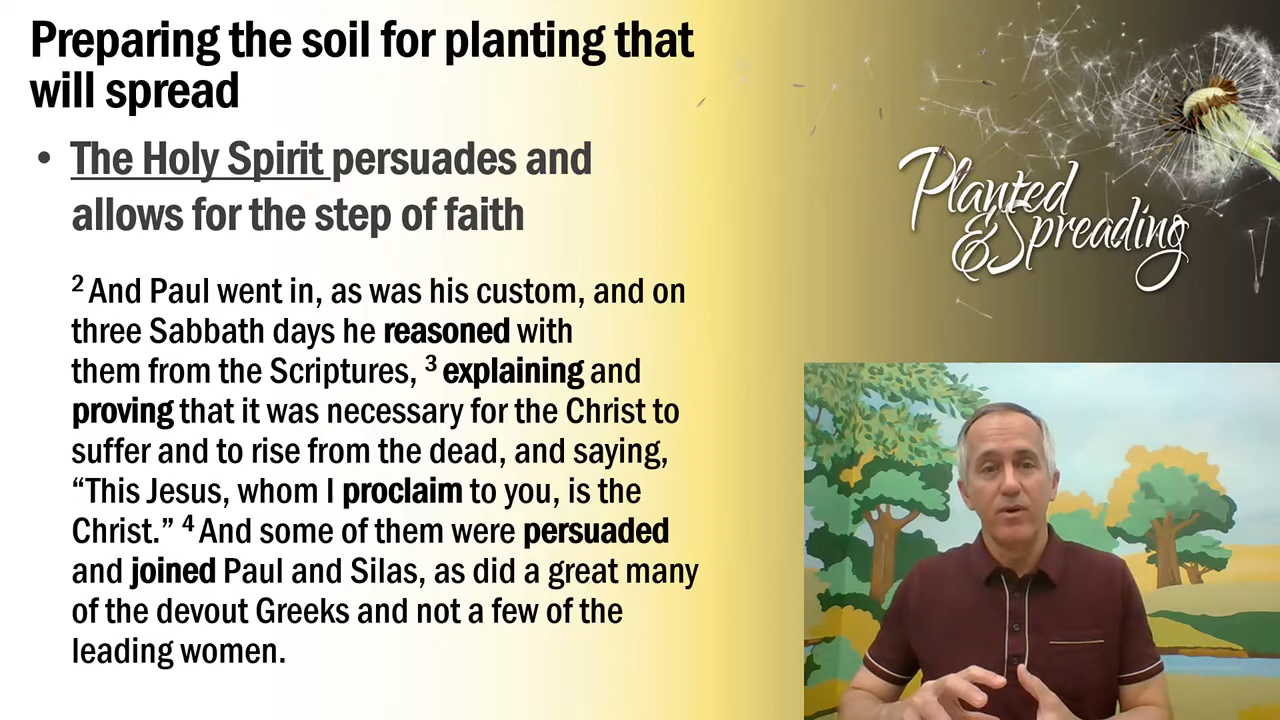 Preparing the soil for planting that
will spread
• The Holy Spirit persuades and
allows for the step of faith
2 And Paul went in, as was his custom, and on
three Sabbath days he reasoned with
them from the Scriptures, 3 explaining and
proving that it was necessary for the Christ to
suffer and to rise from the dead, and saying,
“This Jesus, whom I proclaim to you, is the
Christ.” 4 And some of them were persuaded
and joined Paul and Silas, as did a great many
of the devout Greeks and not a few of the
leading women.
Planted
& Spreading